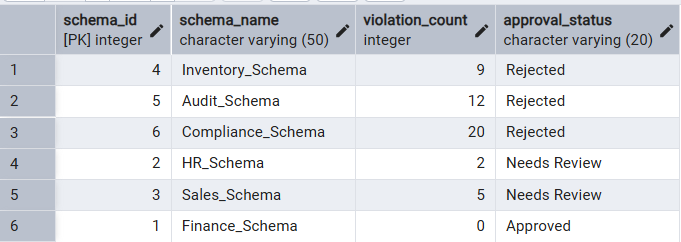 schema_id schema_name violation_count approval_status
[PK] integer character varying (50) integer character varying (20)
1 4 Inventory_Schema 9 Rejected
2 5 Audit_Schema 12 Rejected
3 6 Compliance_Schema 20 Rejected
4 2 HR_Schema 2 Needs Review
5 3 Sales_Schema 5 Needs Review
6 1 Finance_Schema 0 Approved